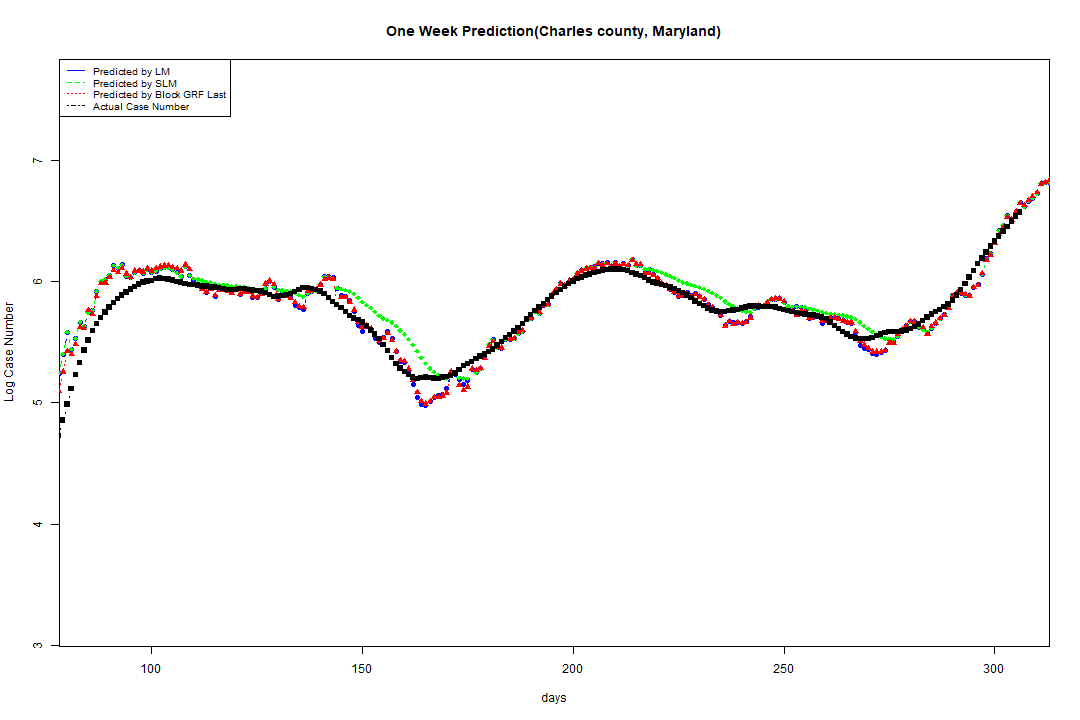 One Week Prediction(Charles county, Maryland)
Predicted by LM
Predicted by SLM
Predicted by Block GRF Last
Actual Case Number
7
6
5
4
3
Log Case Number
100 150 200 250 300
days